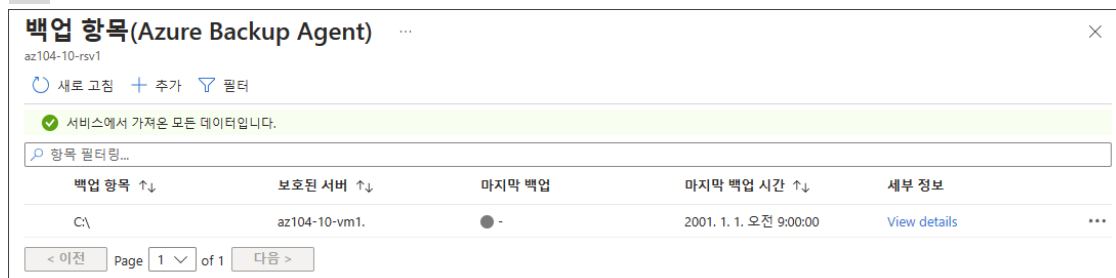 백업 항목(Azure Backup Agent) ...
az104-10-rsv1
새로 고침 추가 필터
서비스에서 가져온 모든 데이터입니다.
항목 필터링...
백업 항목 ↑↓ 보호된 서버 ↑↓ 마지막 백업 마지막 백업 시간 ↑↓ 세부 정보
C:\ az104-10-vm1. - 2001. 1. 1. 오전 9:00:00 View details ...
< 이전 Page 1 of 1 다음 >